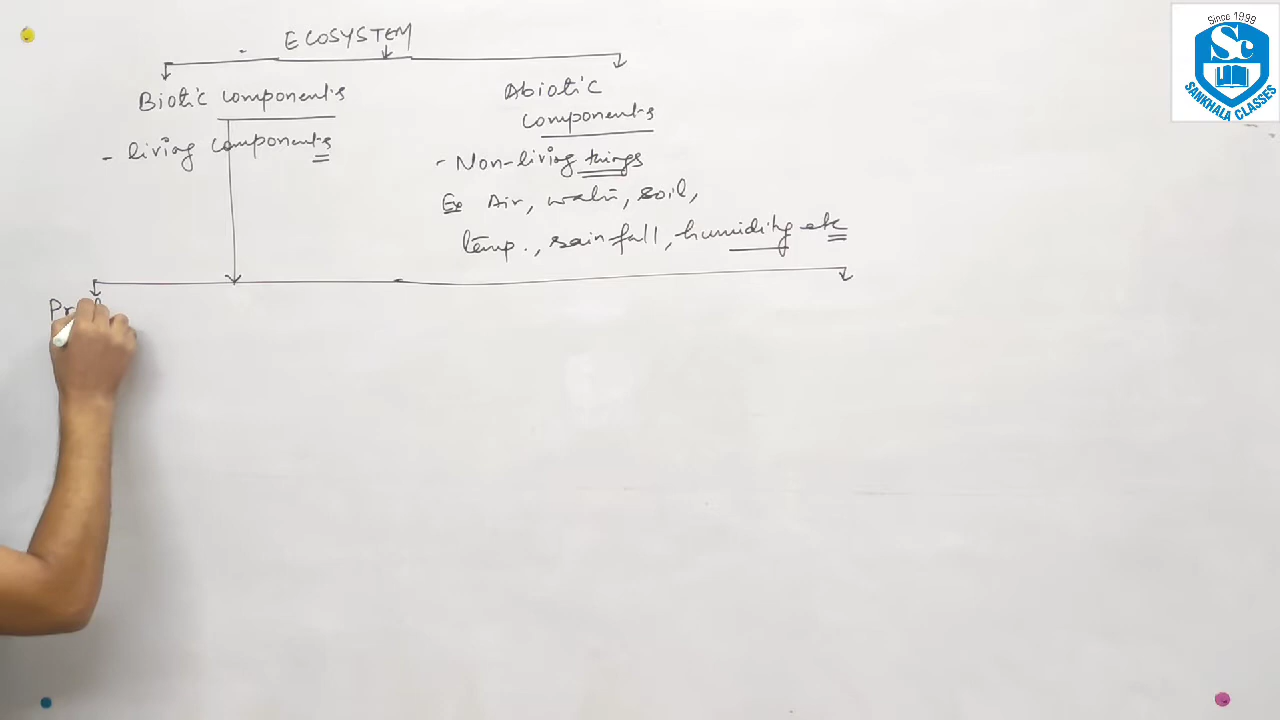 ECOSYSTEM
Biotic components
Abiotic
components
- living components
- Non-living things
Ex Air, water, soil,
temp., rainfall, humidity etc
Pr
Since 1999
Sc
SANKHALA CLASSES